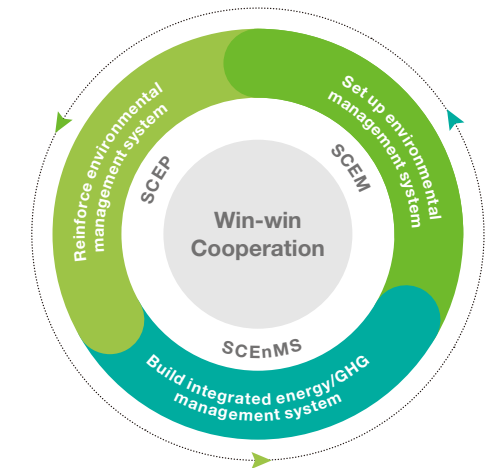 Set up environmental
management system
SCEM
Reinforce environmental
management system
SCEP
Win-win
Cooperation
SCEnMS
Build integrated energy/GHG
management system